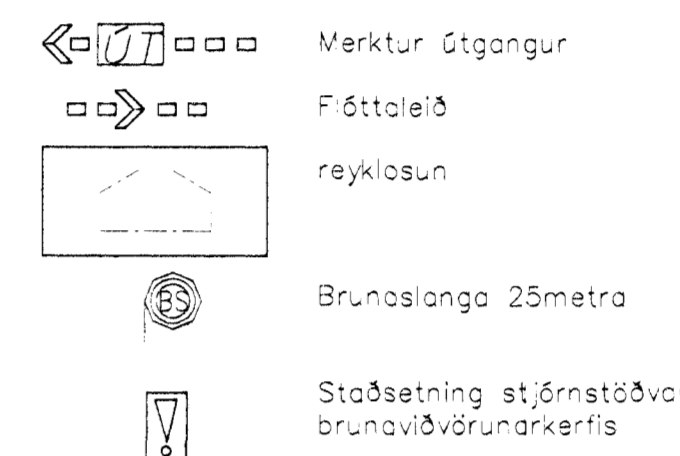 ÚT Merktur útgangur
Flóttaleið
reyklosun
BS Brunaslanga 25metra
Staðsetning stjórnstöðva
brunaviðvörunarkerfis